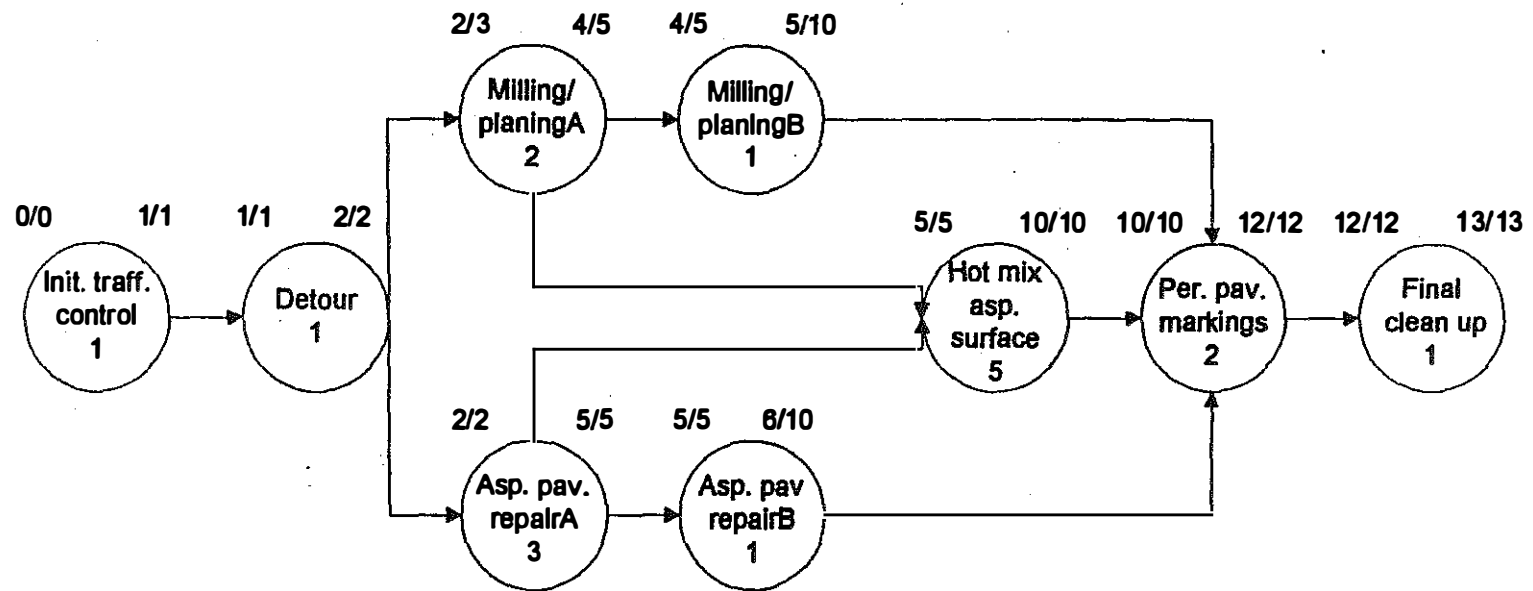 2/3 4/5 4/5 5/10
Milling/
planingA
2
Milling/
planingB
1
0/0 1/1 1/1 2/2
Init. traff.
control
1
Detour
1
5/5 10/10 10/10 12/12 12/12 13/13
Hot mix
asp.
surface
5
Per. pav.
markings
2
Final
clean up
1
2/2 5/5 5/5 6/10
Asp. pav.
repairA
3
Asp. pav
repairB
1